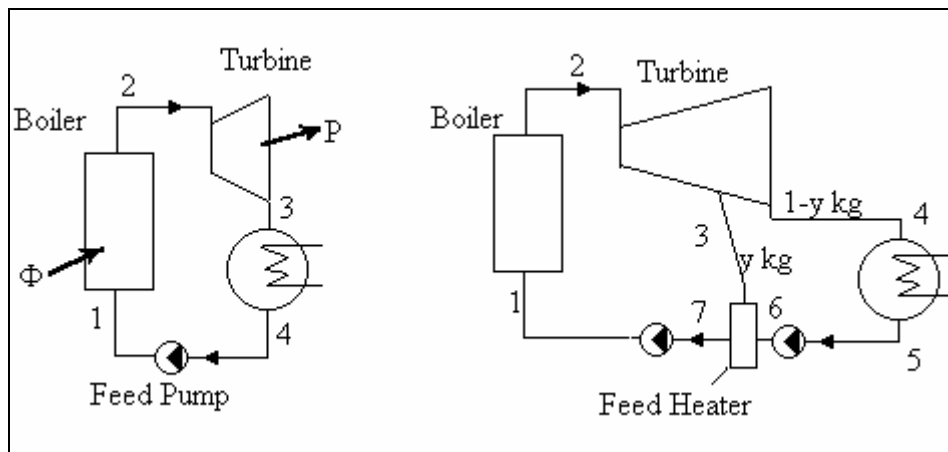 Turbine
2
Boiler
P
3
Φ
1
4
Feed Pump
2
Turbine
Boiler
1-y kg
4
3
y kg
1
7
6
5
Feed Heater